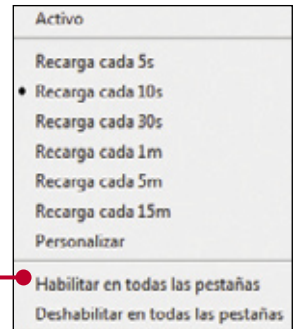 Activo
Recarga cada 5s
Recarga cada 10s
Recarga cada 30s
Recarga cada 1m
Recarga cada 5m
Recarga cada 15m
Personalizar
Habilitar en todas las pestañas
Deshabilitar en todas las pestañas